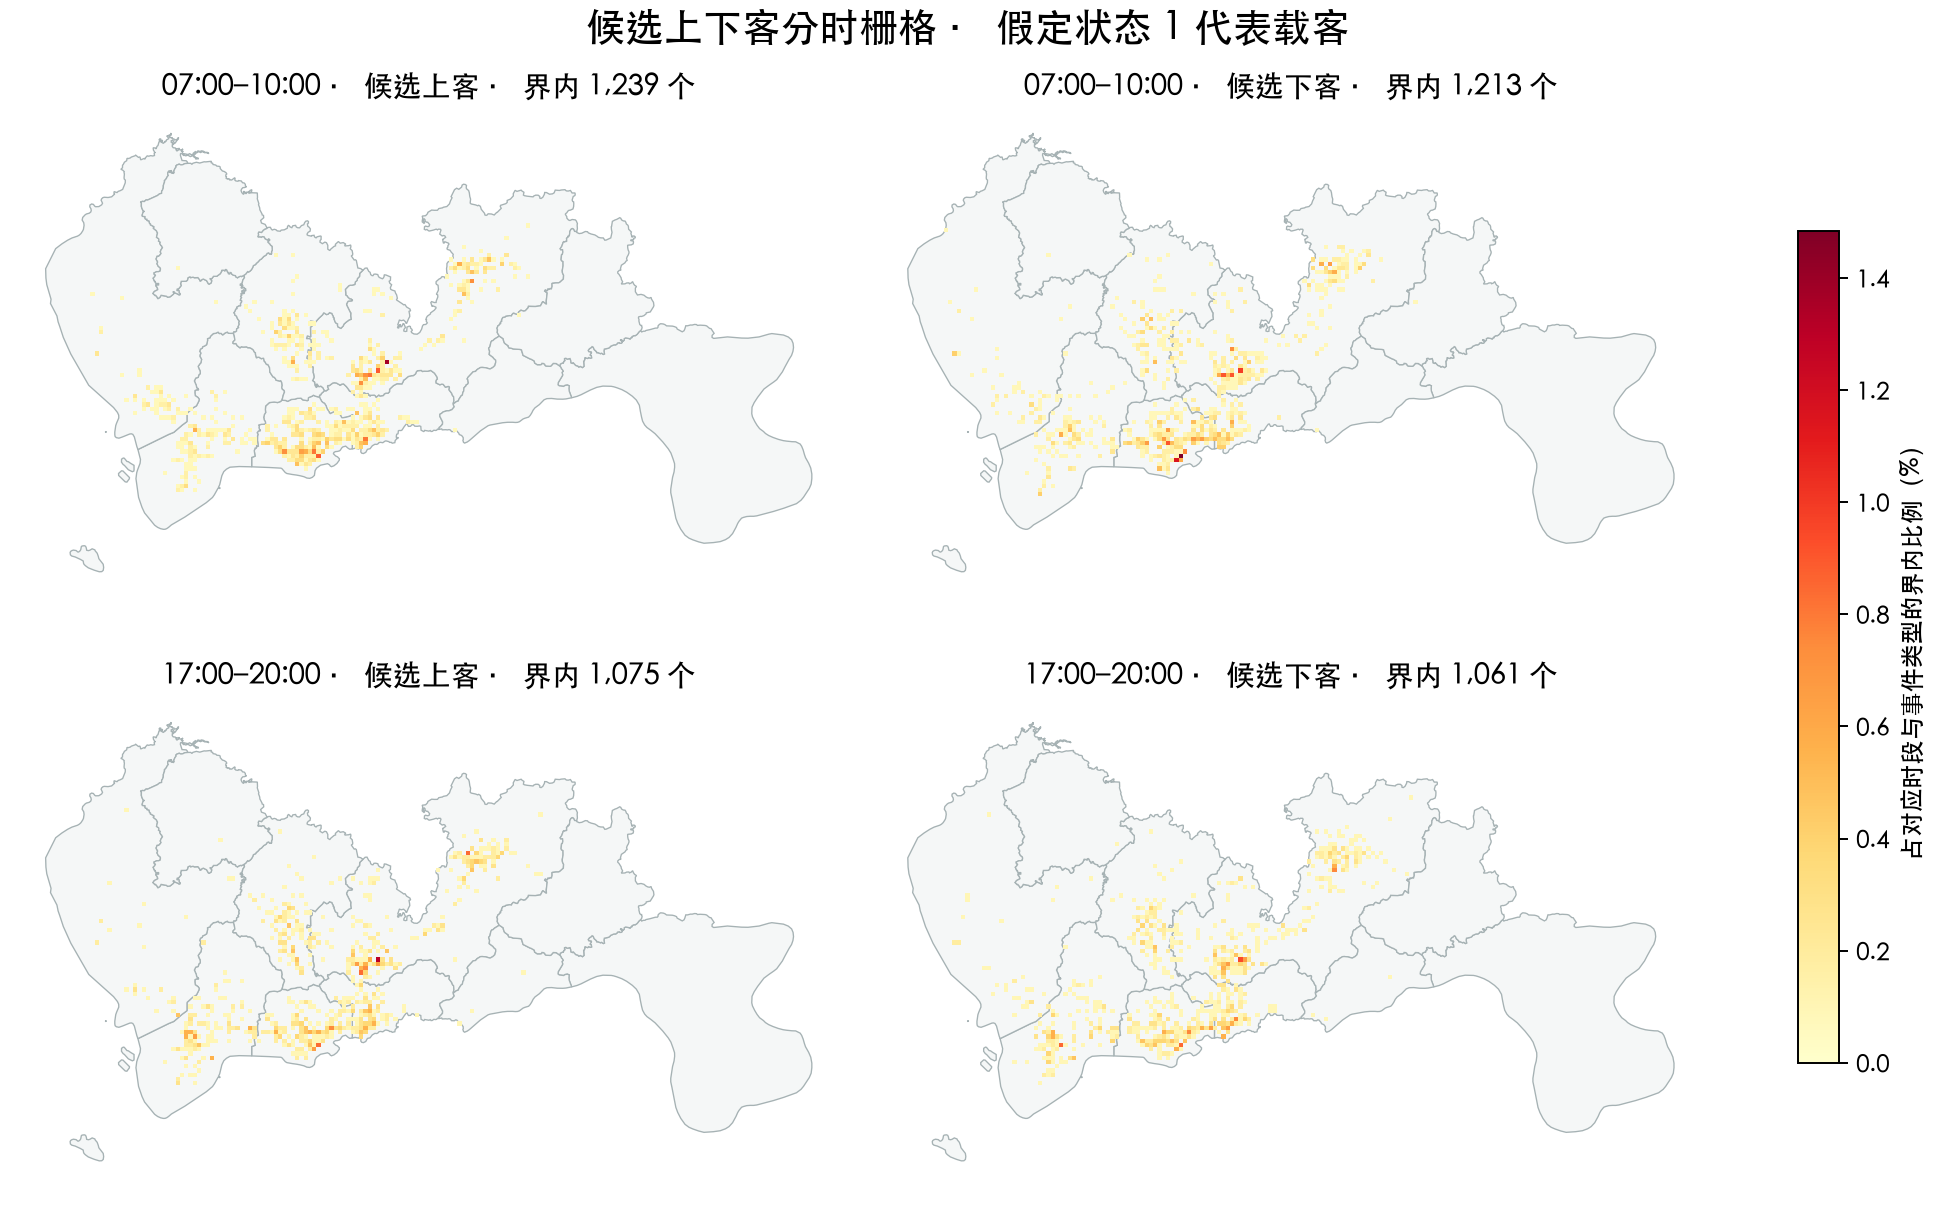 候选上下客分时栅格 · 假定状态 1 代表载客
07:00–10:00 · 候选上客 · 界内 1,239 个
07:00–10:00 · 候选下客 · 界内 1,213 个
17:00–20:00 · 候选上客 · 界内 1,075 个
17:00–20:00 · 候选下客 · 界内 1,061 个
1.4
1.2
1.0
0.8
0.6
0.4
0.2
0.0
占对应时段与事件类型的界内比例 (%)